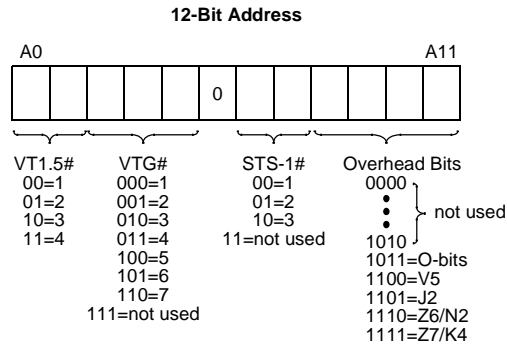 12-Bit Address
A0 A11
0
VT1.5# VTG# STS-1# Overhead Bits
00=1 000=1 00=1 0000
01=2 001=2 01=2
10=3 010=3 10=3 not used
11=4 011=4 11=not used 1010
100=5 1011=O-bits
101=6 1100=V5
110=7 1101=J2
111=not used 1110=Z6/N2
1111=Z7/K4